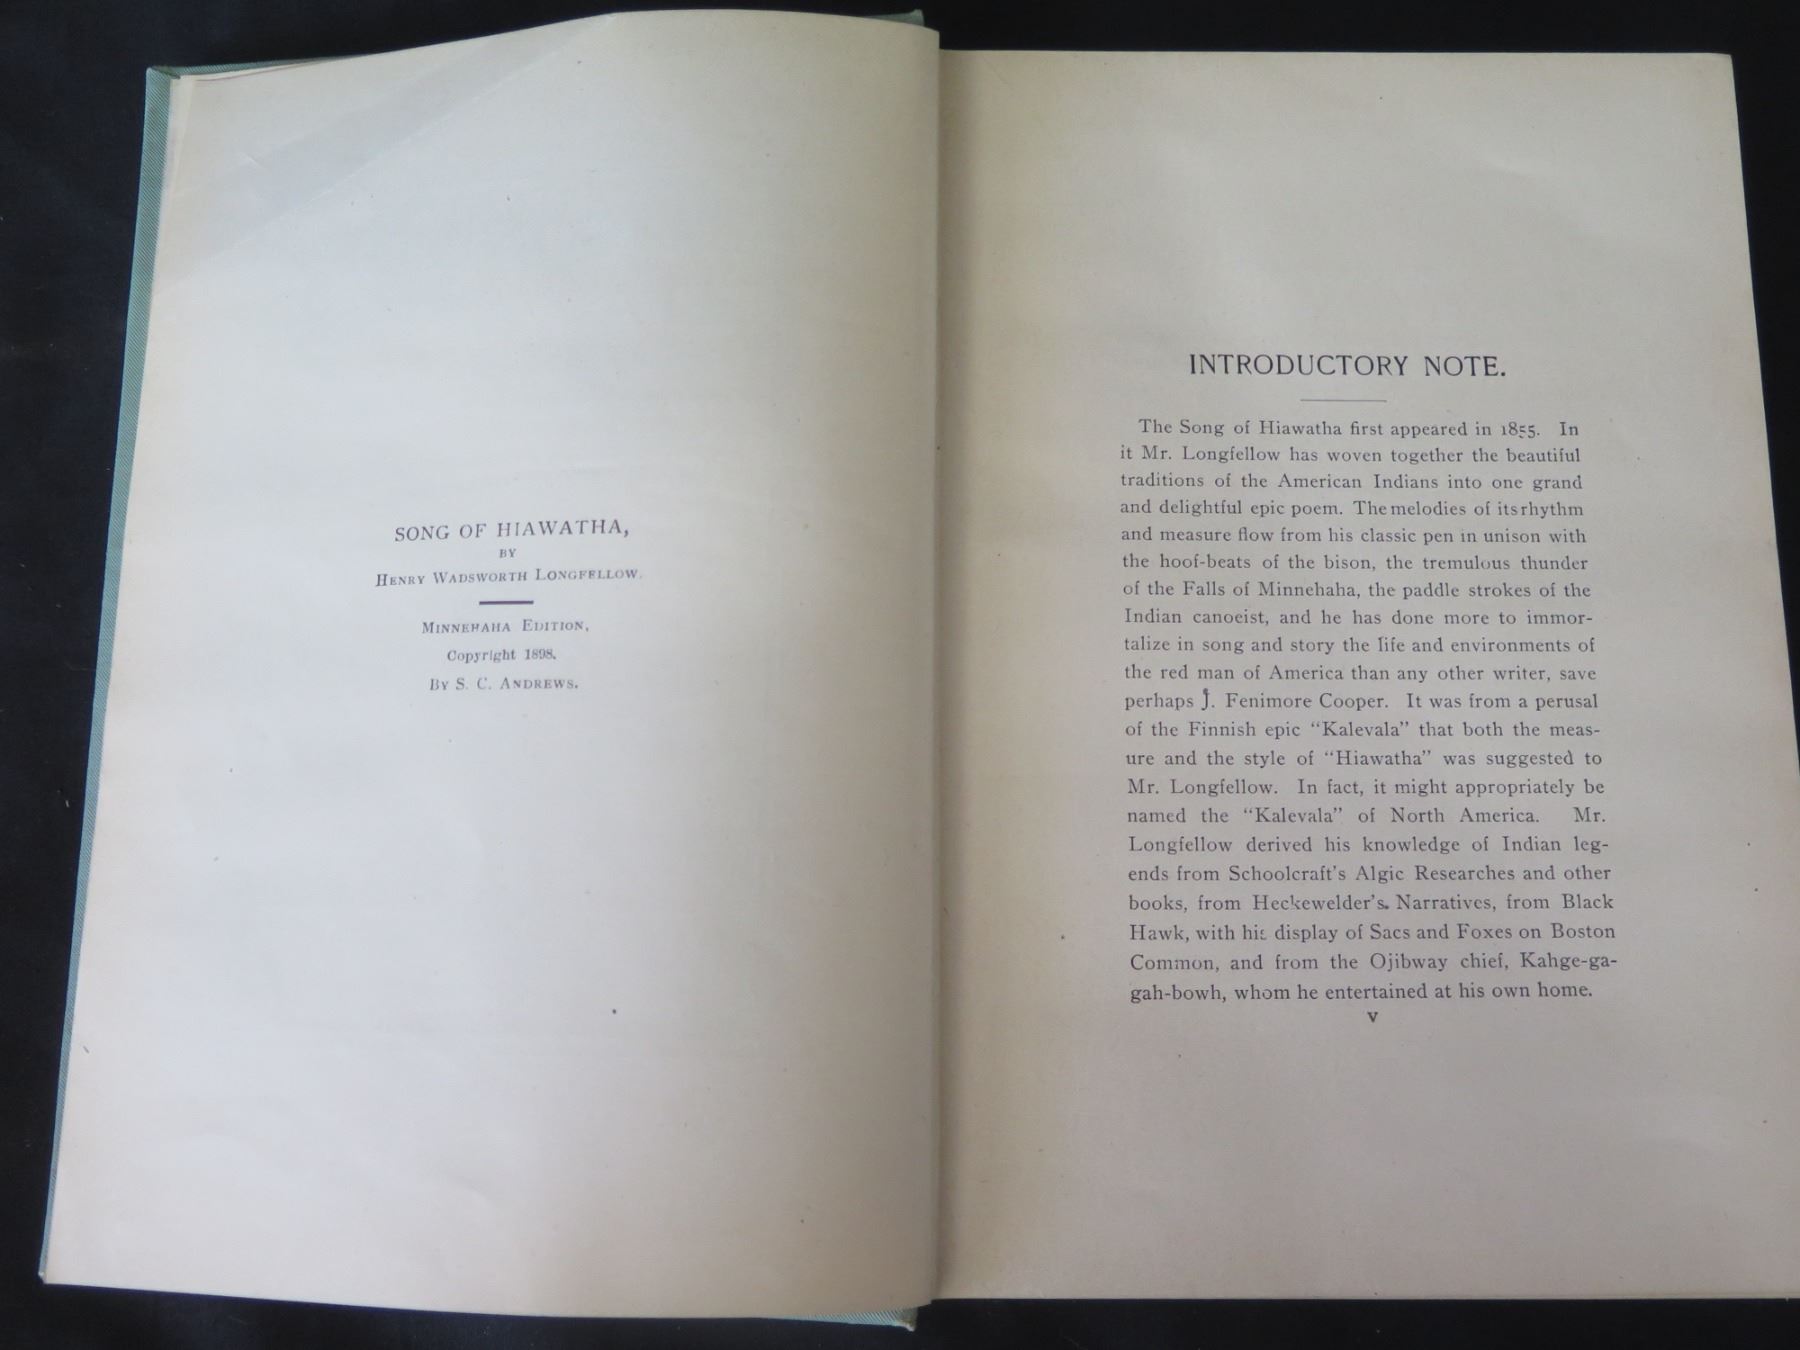 SONG OF HIAWATHA,
BY
HENRY WADSWORTH LONGFELLOW.
MINNEHAHA EDITION,
Copyright 1898.
BY S. C. ANDREWS.
INTRODUCTORY NOTE.
The Song of Hiawatha first appeared in 1855. In
it Mr. Longfellow has woven together the beautiful
traditions of the American Indians into one grand
and delightful epic poem. The melodies of its rhythm
and measure flow from his classic pen in unison with
the hoof-beats of the bison, the tremulous thunder
of the Falls of Minnehaha, the paddle strokes of the
Indian canoeist, and he has done more to immor-
talize in song and story the life and environments of
the red man of America than any other writer, save
perhaps J. Fenimore Cooper. It was from a perusal
of the Finnish epic "Kalevala" that both the meas-
ure and the style of "Hiawatha" was suggested to
Mr. Longfellow. In fact, it might appropriately be
named the "Kalevala" of North America. Mr.
Longfellow derived his knowledge of Indian leg-
ends from Schoolcraft's Algic Researches and other
books, from Heckewelder's Narratives, from Black
Hawk, with his display of Sacs and Foxes on Boston
Common, and from the Ojibway chief, Kahge-ga-
gah-bowh, whom he entertained at his own home.
v